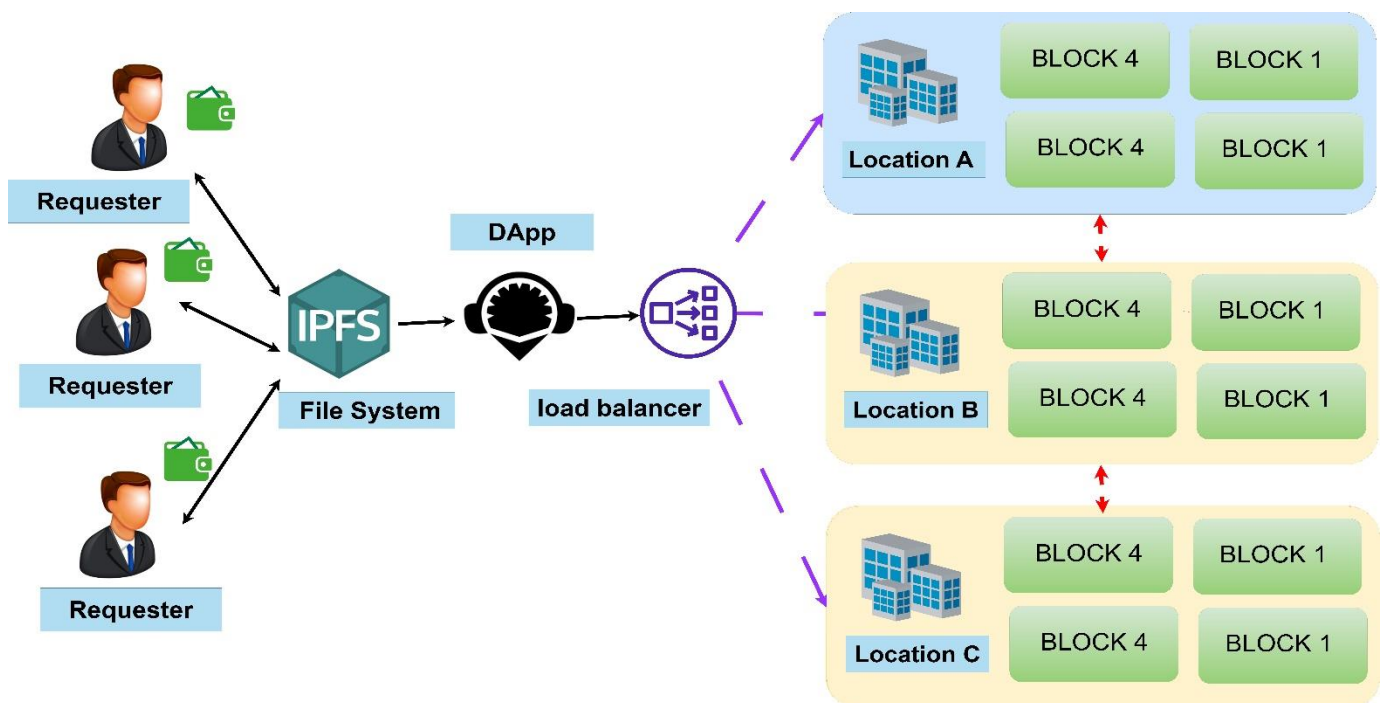 Requester
Requester
Requester
IPFS
File System
DApp
load balancer
Location A
BLOCK 4
BLOCK 1
BLOCK 4
BLOCK 1
Location B
BLOCK 4
BLOCK 1
BLOCK 4
BLOCK 1
Location C
BLOCK 4
BLOCK 1
BLOCK 4
BLOCK 1